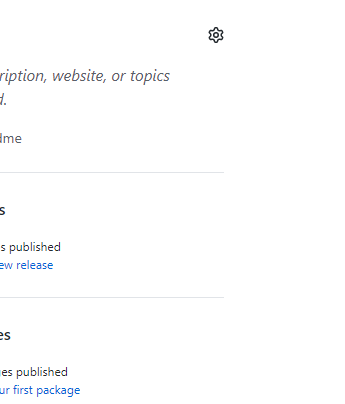 ription, website, or topics
d.
dme
s
s published
ew release
es
es published
ur first package